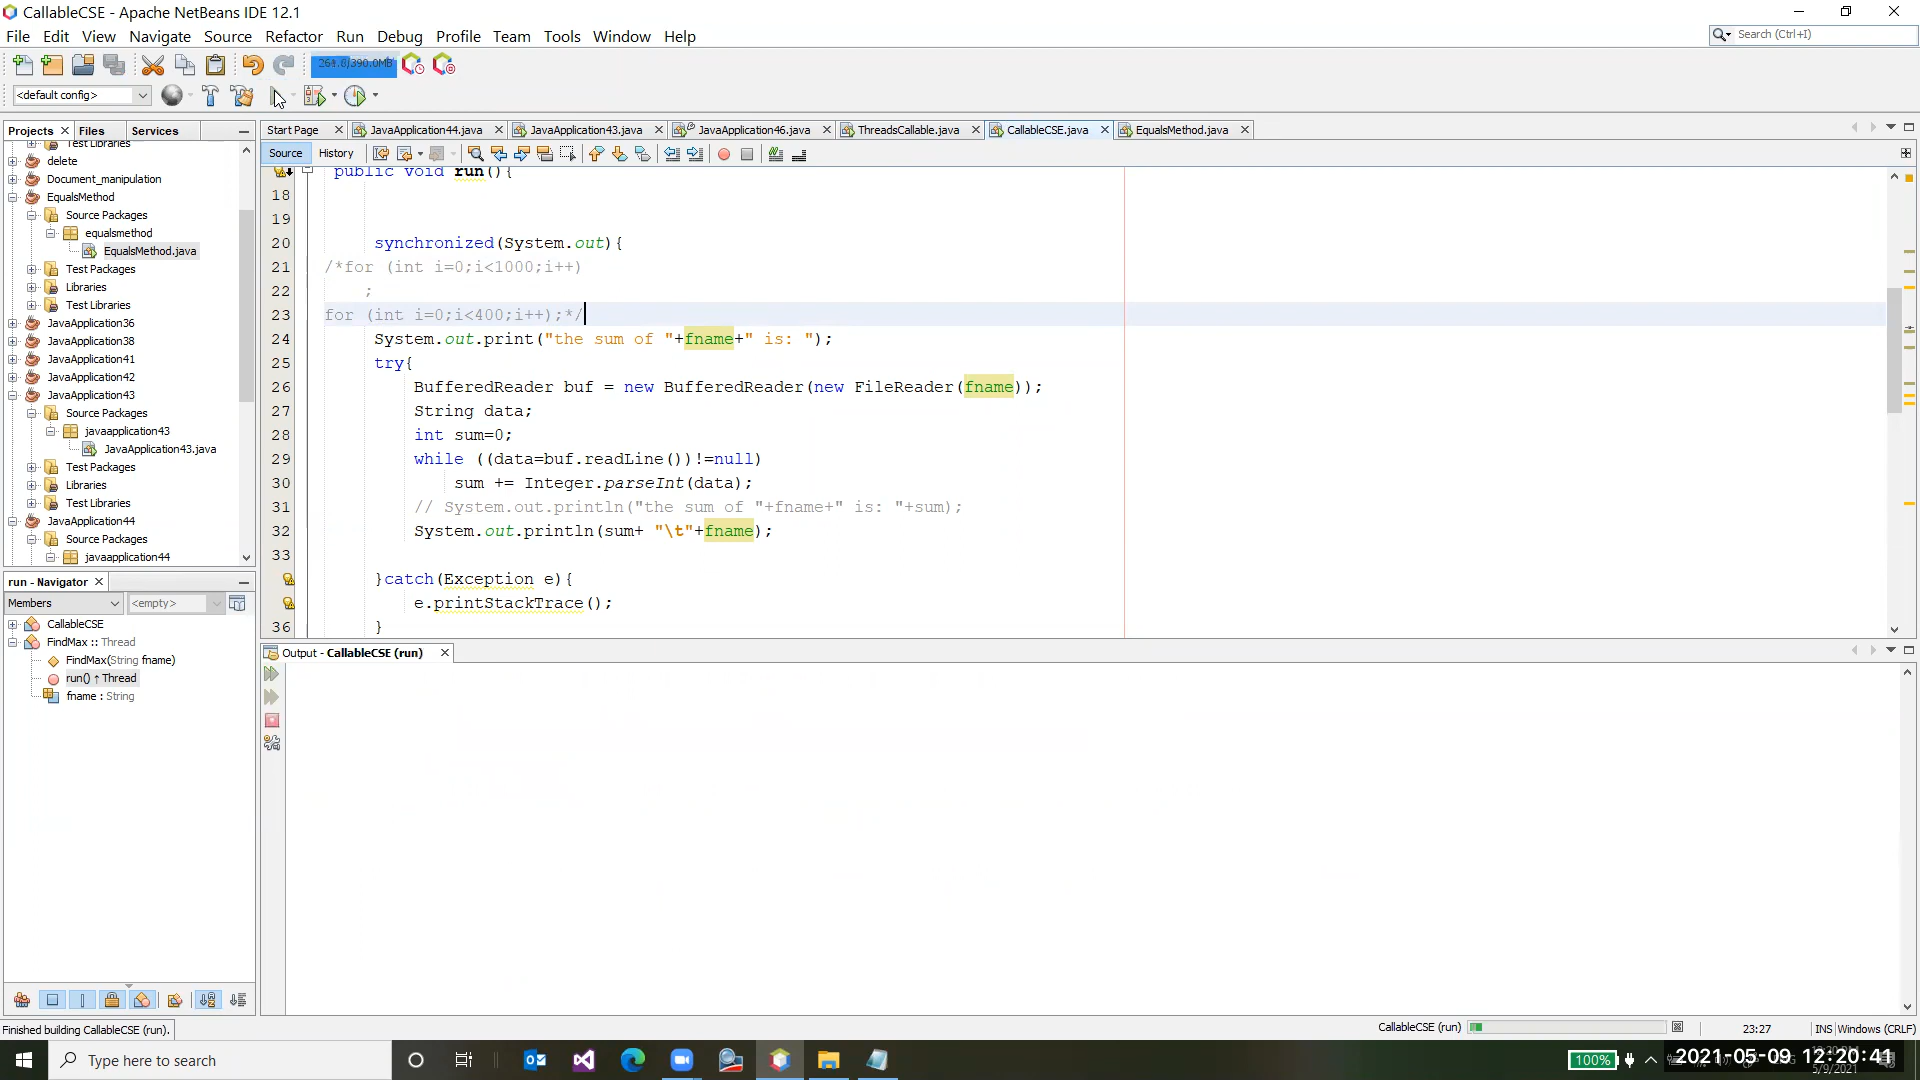 CallableCSE - Apache NetBeans IDE 12.1
File Edit View Navigate Source Refactor Run Debug Profile Team Tools Window Help
Search (Ctrl+I)
<default config>
Projects Files Services
Start Page JavaApplication44.java JavaApplication43.java JavaApplication46.java ThreadsCallable.java CallableCSE.java EqualsMethod.java
Source History
Test Libraries
delete
Document_manipulation
EqualsMethod
Source Packages
equalsmethod
EqualsMethod.java
Test Packages
Libraries
Test Libraries
JavaApplication36
JavaApplication38
JavaApplication41
JavaApplication42
JavaApplication43
Source Packages
javaapplication43
JavaApplication43.java
Test Packages
Libraries
Test Libraries
JavaApplication44
Source Packages
javaapplication44
public void run(){
18
19
20 synchronized(System.out){
21 /*for (int i=0;i<1000;i++)
22 ;
23 for (int i=0;i<400;i++);*/
24 System.out.print("the sum of "+fname+" is: ");
25 try{
26 BufferedReader buf = new BufferedReader(new FileReader(fname));
27 String data;
28 int sum=0;
29 while ((data=buf.readLine())!=null)
30 sum += Integer.parseInt(data);
31 // System.out.println("the sum of "+fname+" is: "+sum);
32 System.out.println(sum+ "\t"+fname);
33
}catch(Exception e){
e.printStackTrace();
36 }
run - Navigator
Members <empty>
CallableCSE
FindMax :: Thread
FindMax(String fname)
run() ↑ Thread
fname : String
Output - CallableCSE (run)
Finished building CallableCSE (run).
CallableCSE (run)
23:27
INS Windows (CRLF)
Type here to search
100%
2021-05-09 12:20:41
5/9/2021